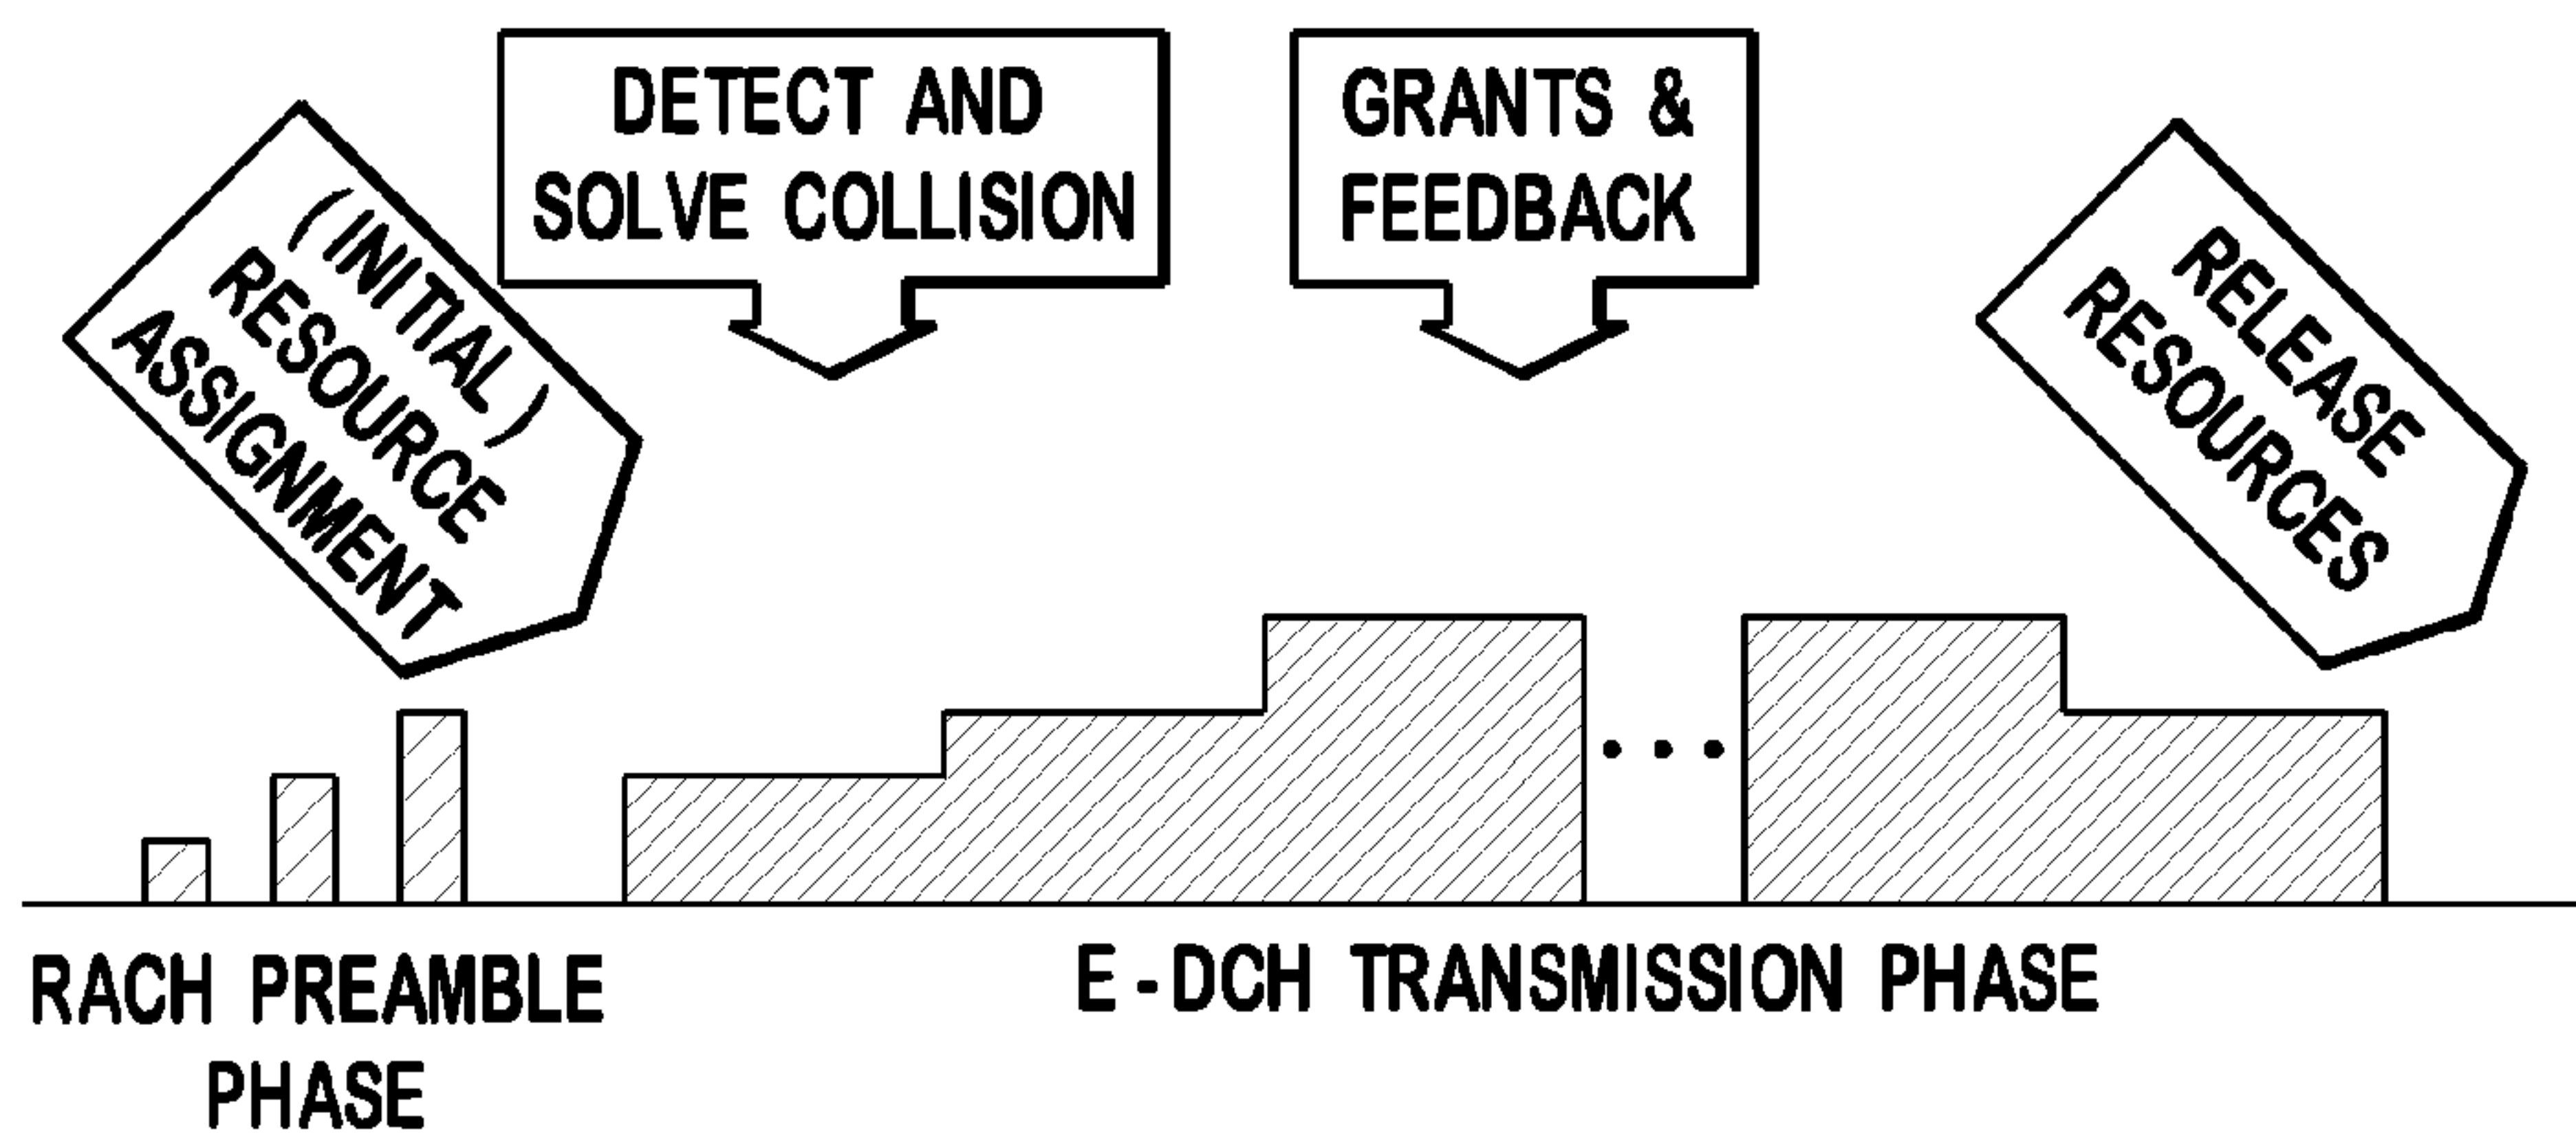 (INITIAL)
RESOURCE
ASSIGNMENT
DETECT AND
SOLVE COLLISION
GRANTS &
FEEDBACK
RELEASE
RESOURCES
RACH PREAMBLE
PHASE
E-DCH TRANSMISSION PHASE